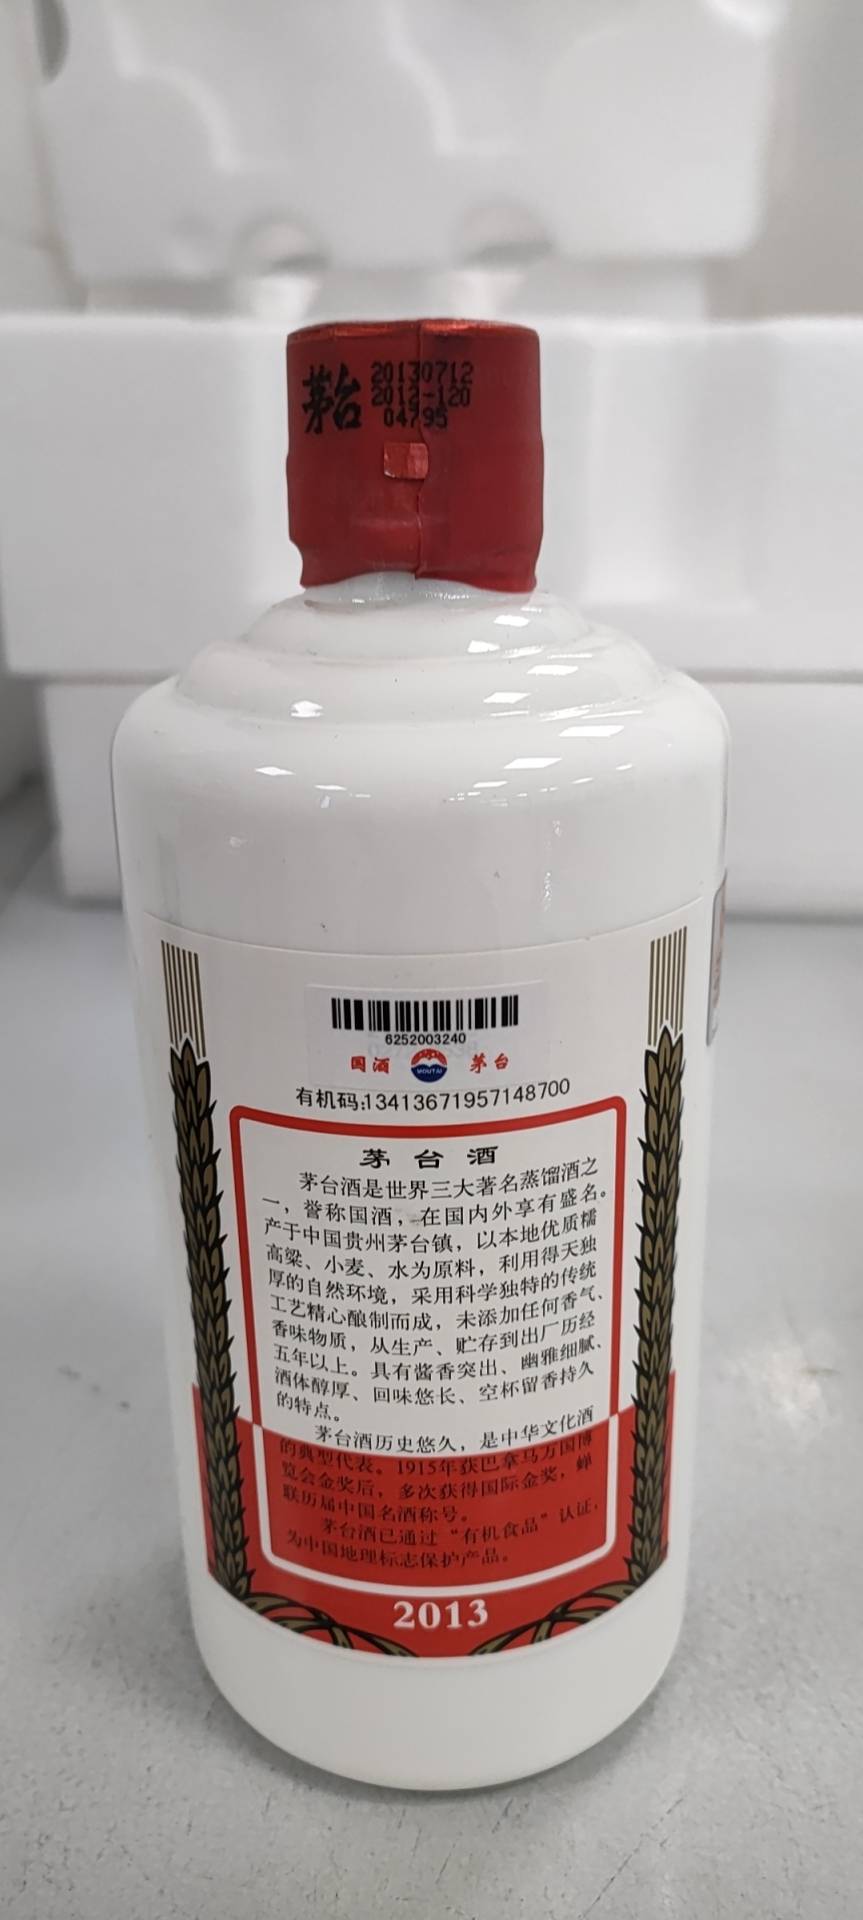 茅台 20130712
2012-120
04795
6252003240
国酒 MOUTAI 茅台
有机码:13413671957148700
茅台酒
茅台酒是世界三大著名蒸馏酒之
一，誉称国酒，在国内外享有盛名。
产于中国贵州茅台镇，以本地优质糯
高粱、小麦、水为原料，利用得天独
厚的自然环境，采用科学独特的传统
工艺精心酿制而成，未添加任何香气、
香味物质，从生产、贮存到出厂历经
五年以上。具有酱香突出、幽雅细腻、
酒体醇厚、回味悠长、空杯留香持久
的特点。
茅台酒历史悠久，是中华文化酒
的典型代表。1915年获巴拿马万国博
览会金奖后，多次获得国际金奖，蝉
联历届中国名酒称号。
茅台酒已通过“有机食品”认证，
为中国地理标志保护产品。
2013